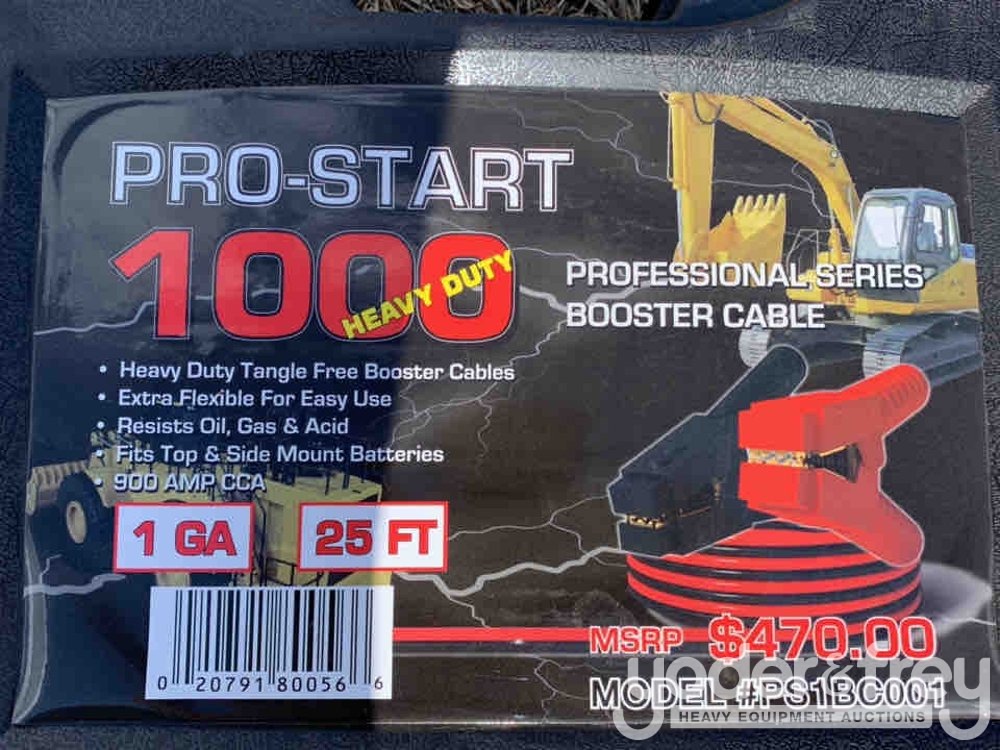 PRO-START
1000
HEAVY DUTY
PROFESSIONAL SERIES
BOOSTER CABLE
• Heavy Duty Tangle Free Booster Cables
• Extra Flexible For Easy Use
• Resists Oil, Gas & Acid
• Fits Top & Side Mount Batteries
• 900 AMP CCA
1 GA
25 FT
0 20791 80056 6
MSRP $470.00
MODEL #PS1BC001
yoder&frey
HEAVY EQUIPMENT AUCTIONS